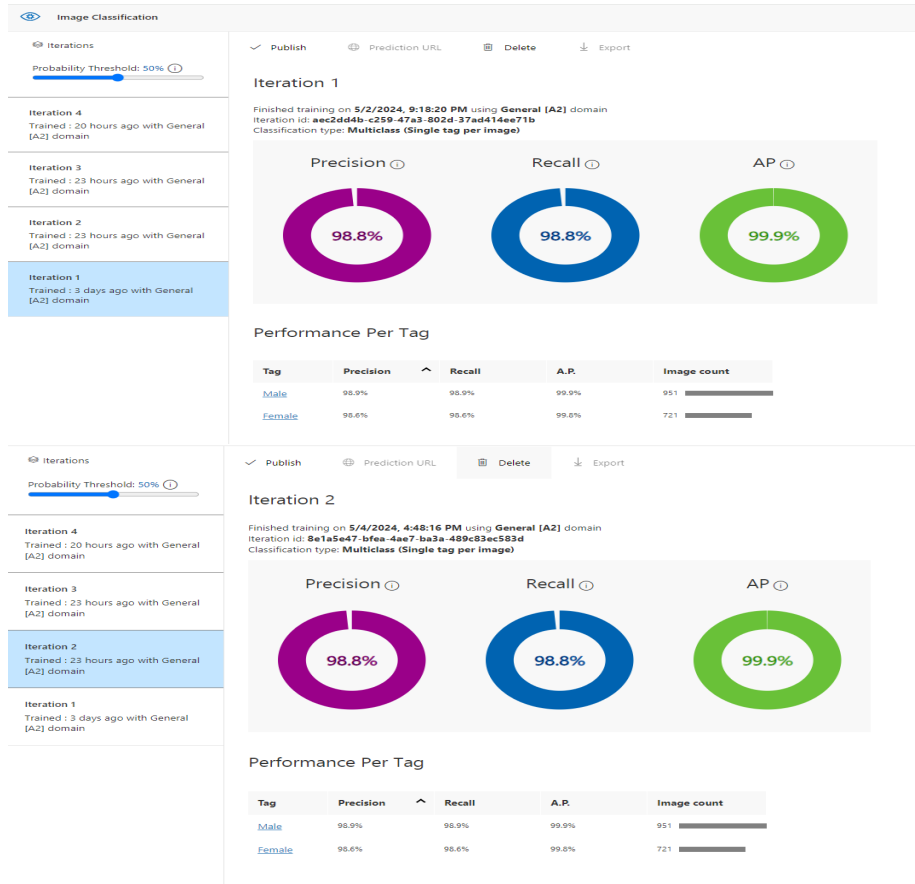 Image Classification
Iterations
Probability Threshold: 50%
Iteration 4
Trained : 20 hours ago with General
[A2] domain
Iteration 3
Trained : 23 hours ago with General
[A2] domain
Iteration 2
Trained : 23 hours ago with General
[A2] domain
Iteration 1
Trained : 3 days ago with General
[A2] domain
Publish Prediction URL Delete Export
Iteration 1
Finished training on 5/2/2024, 9:18:20 PM using General [A2] domain
Iteration id: aec2dd4b-c259-47a3-802d-37ad414ee71b
Classification type: Multiclass (Single tag per image)
Precision Recall AP
98.8% 98.8% 99.9%
Performance Per Tag
Tag Precision Recall A.P. Image count
Male 98.9% 98.9% 99.9% 951
Female 98.6% 98.6% 99.8% 721
Iterations
Probability Threshold: 50%
Iteration 4
Trained : 20 hours ago with General
[A2] domain
Iteration 3
Trained : 23 hours ago with General
[A2] domain
Iteration 2
Trained : 23 hours ago with General
[A2] domain
Iteration 1
Trained : 3 days ago with General
[A2] domain
Publish Prediction URL Delete Export
Iteration 2
Finished training on 5/4/2024, 4:48:16 PM using General [A2] domain
Iteration id: 8e1a5e47-bfea-4ae7-ba3a-489c83ec583d
Classification type: Multiclass (Single tag per image)
Precision Recall AP
98.8% 98.8% 99.9%
Performance Per Tag
Tag Precision Recall A.P. Image count
Male 98.9% 98.9% 99.9% 951
Female 98.6% 98.6% 99.8% 721